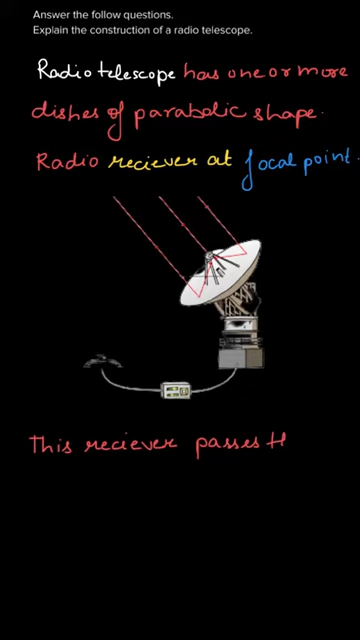 Answer the follow questions.
Explain the construction of a radio telescope.
Radio telescope has one or more
dishes of parabolic shape.
Radio reciever at focal point.
This reciever passes